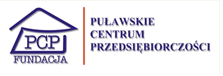 PCP
FUNDACJA
PUŁAWSKIE
CENTRUM
PRZEDSIĘBIORCZOŚCI